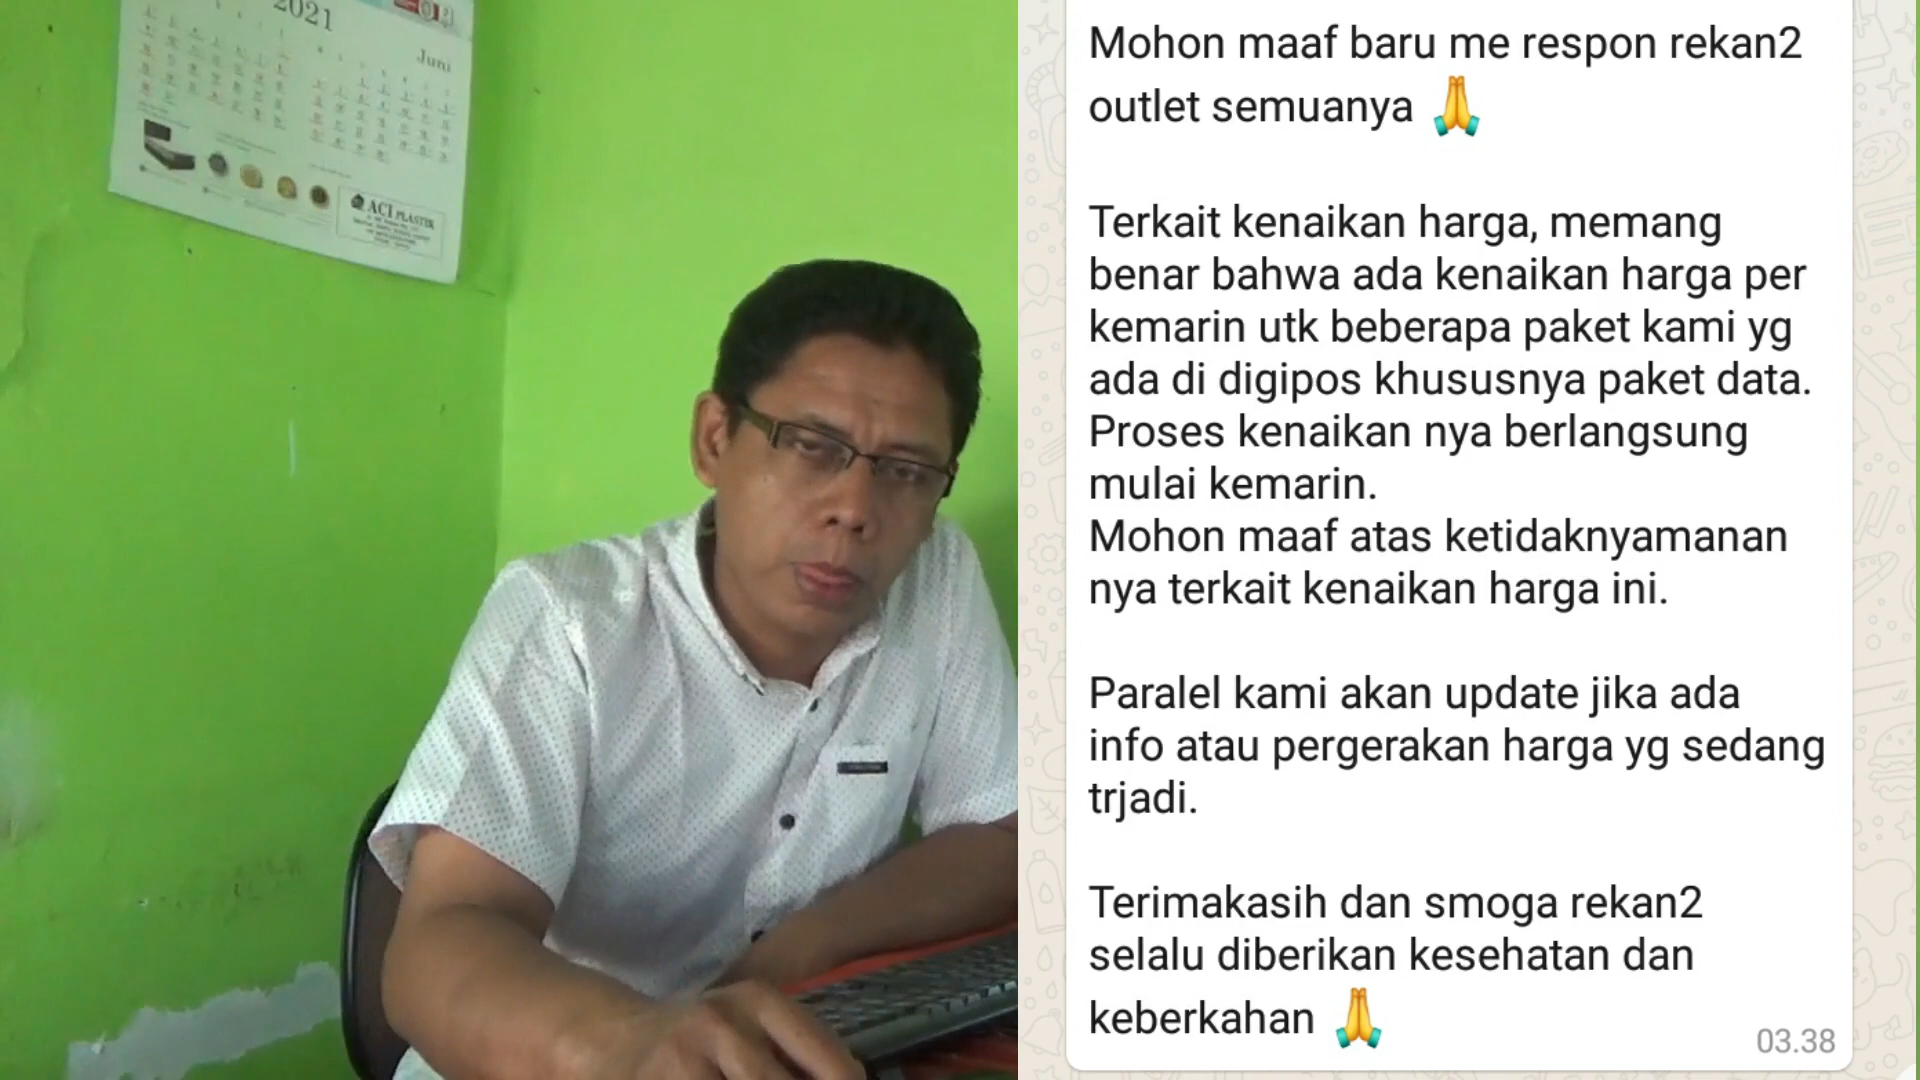 2021
Juni
ACI PLASTIK
Mohon maaf baru me respon rekan2
outlet semuanya 🙏
Terkait kenaikan harga, memang
benar bahwa ada kenaikan harga per
kemarin utk beberapa paket kami yg
ada di digipos khususnya paket data.
Proses kenaikan nya berlangsung
mulai kemarin.
Mohon maaf atas ketidaknyamanan
nya terkait kenaikan harga ini.
Paralel kami akan update jika ada
info atau pergerakan harga yg sedang
trjadi.
Terimakasih dan smoga rekan2
selalu diberikan kesehatan dan
keberkahan 🙏
03.38